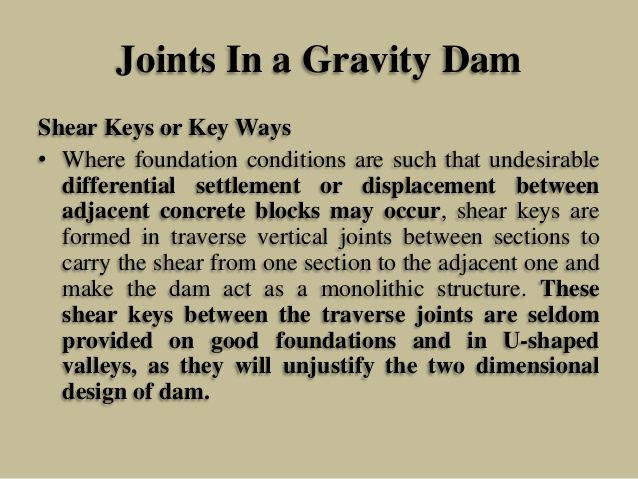 Joints In a Gravity Dam
Shear Keys or Key Ways
• Where foundation conditions are such that undesirable
differential settlement or displacement between
adjacent concrete blocks may occur, shear keys are
formed in traverse vertical joints between sections to
carry the shear from one section to the adjacent one and
make the dam act as a monolithic structure. These
shear keys between the traverse joints are seldom
provided on good foundations and in U-shaped
valleys, as they will unjustify the two dimensional
design of dam.